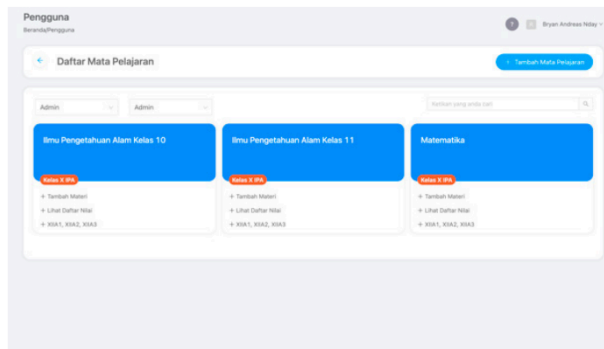 Pengguna
Beranda/Pengguna
?
Bryan Andreas Niday
Daftar Mata Pelajaran
+ Tambah Mata Pelajaran
Admin
Admin
Ilmu Pengetahuan Alam Kelas 10
Kelas X IPA
+ Tambah Materi
+ Lihat Daftar Nilai
+ XIIA1, XIIA2, XIIA3
Ilmu Pengetahuan Alam Kelas 11
Kelas X IPA
+ Tambah Materi
+ Lihat Daftar Nilai
+ XIIA1, XIIA2, XIIA3
Matematika
Kelas X IPA
+ Tambah Materi
+ Lihat Daftar Nilai
+ XIIA1, XIIA2, XIIA3